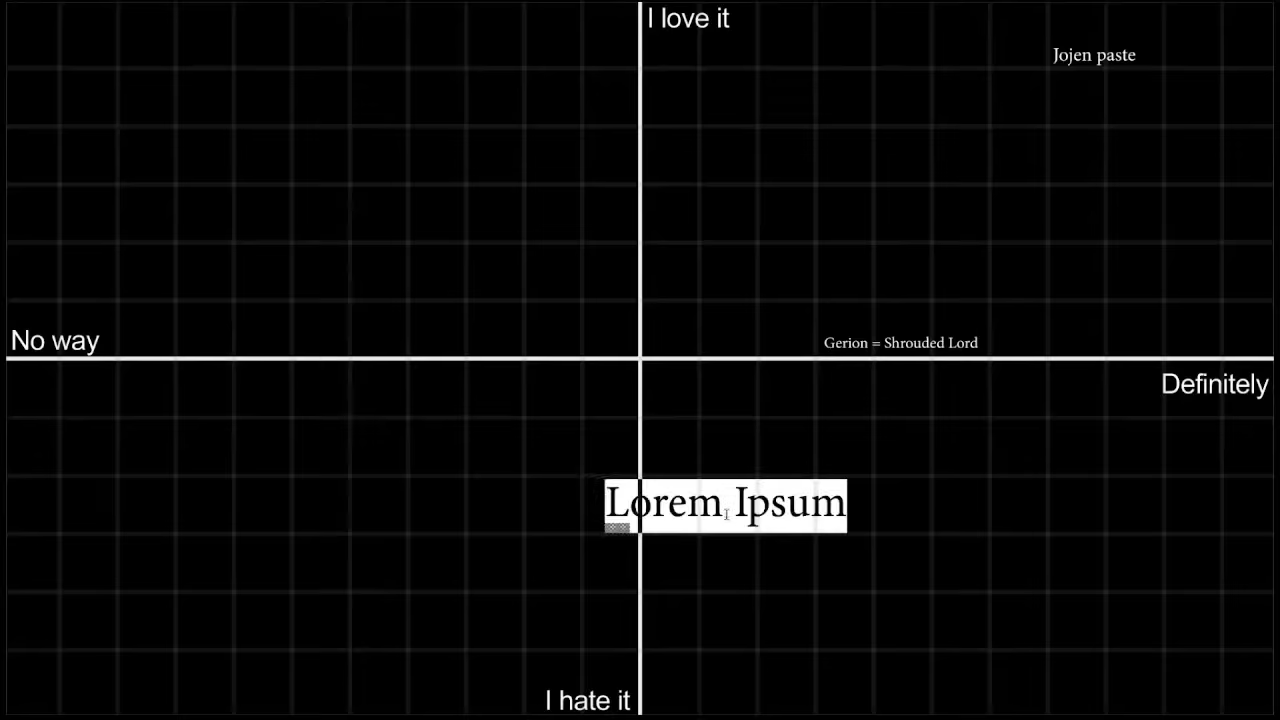 I love it
Jojen paste
No way
Gerion = Shrouded Lord
Definitely
Lorem Ipsum
I hate it